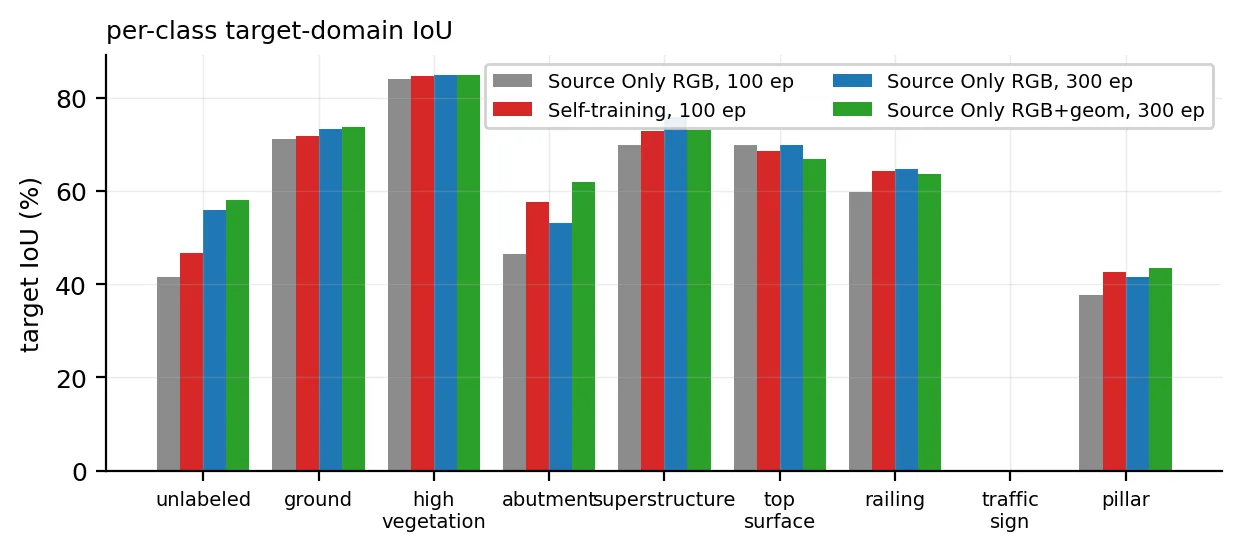 per-class target-domain IoU
Source Only RGB, 100 ep
Self-training, 100 ep
Source Only RGB, 300 ep
Source Only RGB+geom, 300 ep
target IoU (%)
80
60
40
20
0
unlabeled
ground
high
vegetation
abutment
superstructure
top
surface
railing
traffic
sign
pillar